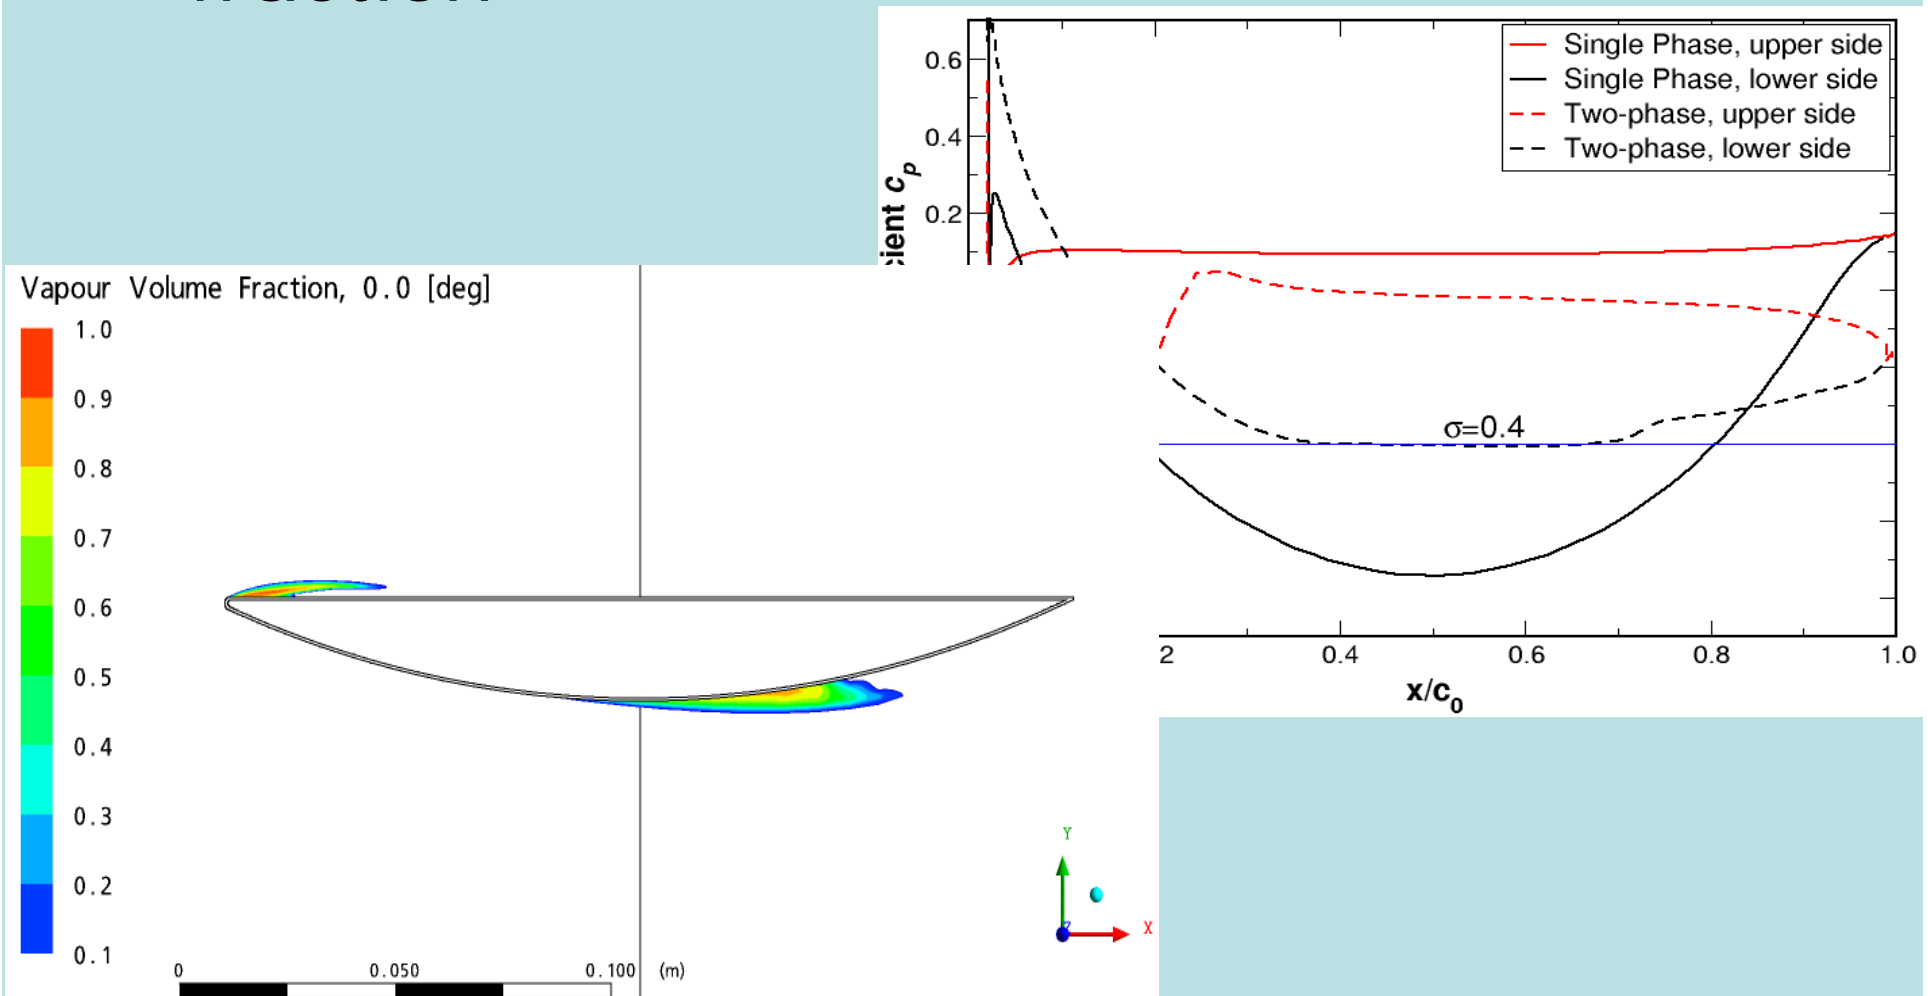 Single Phase, upper side
Single Phase, lower side
Two-phase, upper side
Two-phase, lower side
0.6
0.4
0.2
cient cp
Vapour Volume Fraction, 0.0 [deg]
1.0
0.9
0.8
0.7
0.6
0.5
0.4
0.3
0.2
0.1
σ=0.4
2 0.4 0.6 0.8 1.0
x/c0
Y
Z X
0 0.050 0.100 (m)